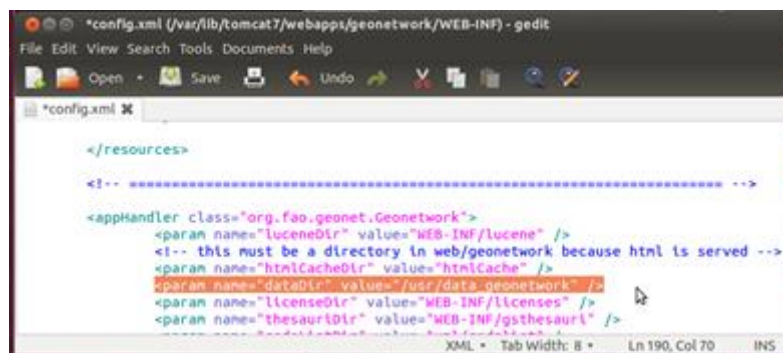 *config.xml (/var/lib/tomcat7/webapps/geonetwork/WEB-INF) - gedit
File Edit View Search Tools Documents Help
Open Save Undo
*config.xml
</resources>
<!-- ====================================================================== -->
<appHandler class="org.fao.geonet.Geonetwork">
<param name="luceneDir" value="WEB-INF/lucene" />
<!-- this must be a directory in web/geonetwork because html is served -->
<param name="htmlCacheDir" value="htmlCache" />
<param name="dataDir" value="/usr/data_geonetwork" />
<param name="licenseDir" value="WEB-INF/licenses" />
<param name="thesauriDir" value="WEB-INF/gsthesauri" />
XML Tab Width: 8 Ln 190, Col 70 INS